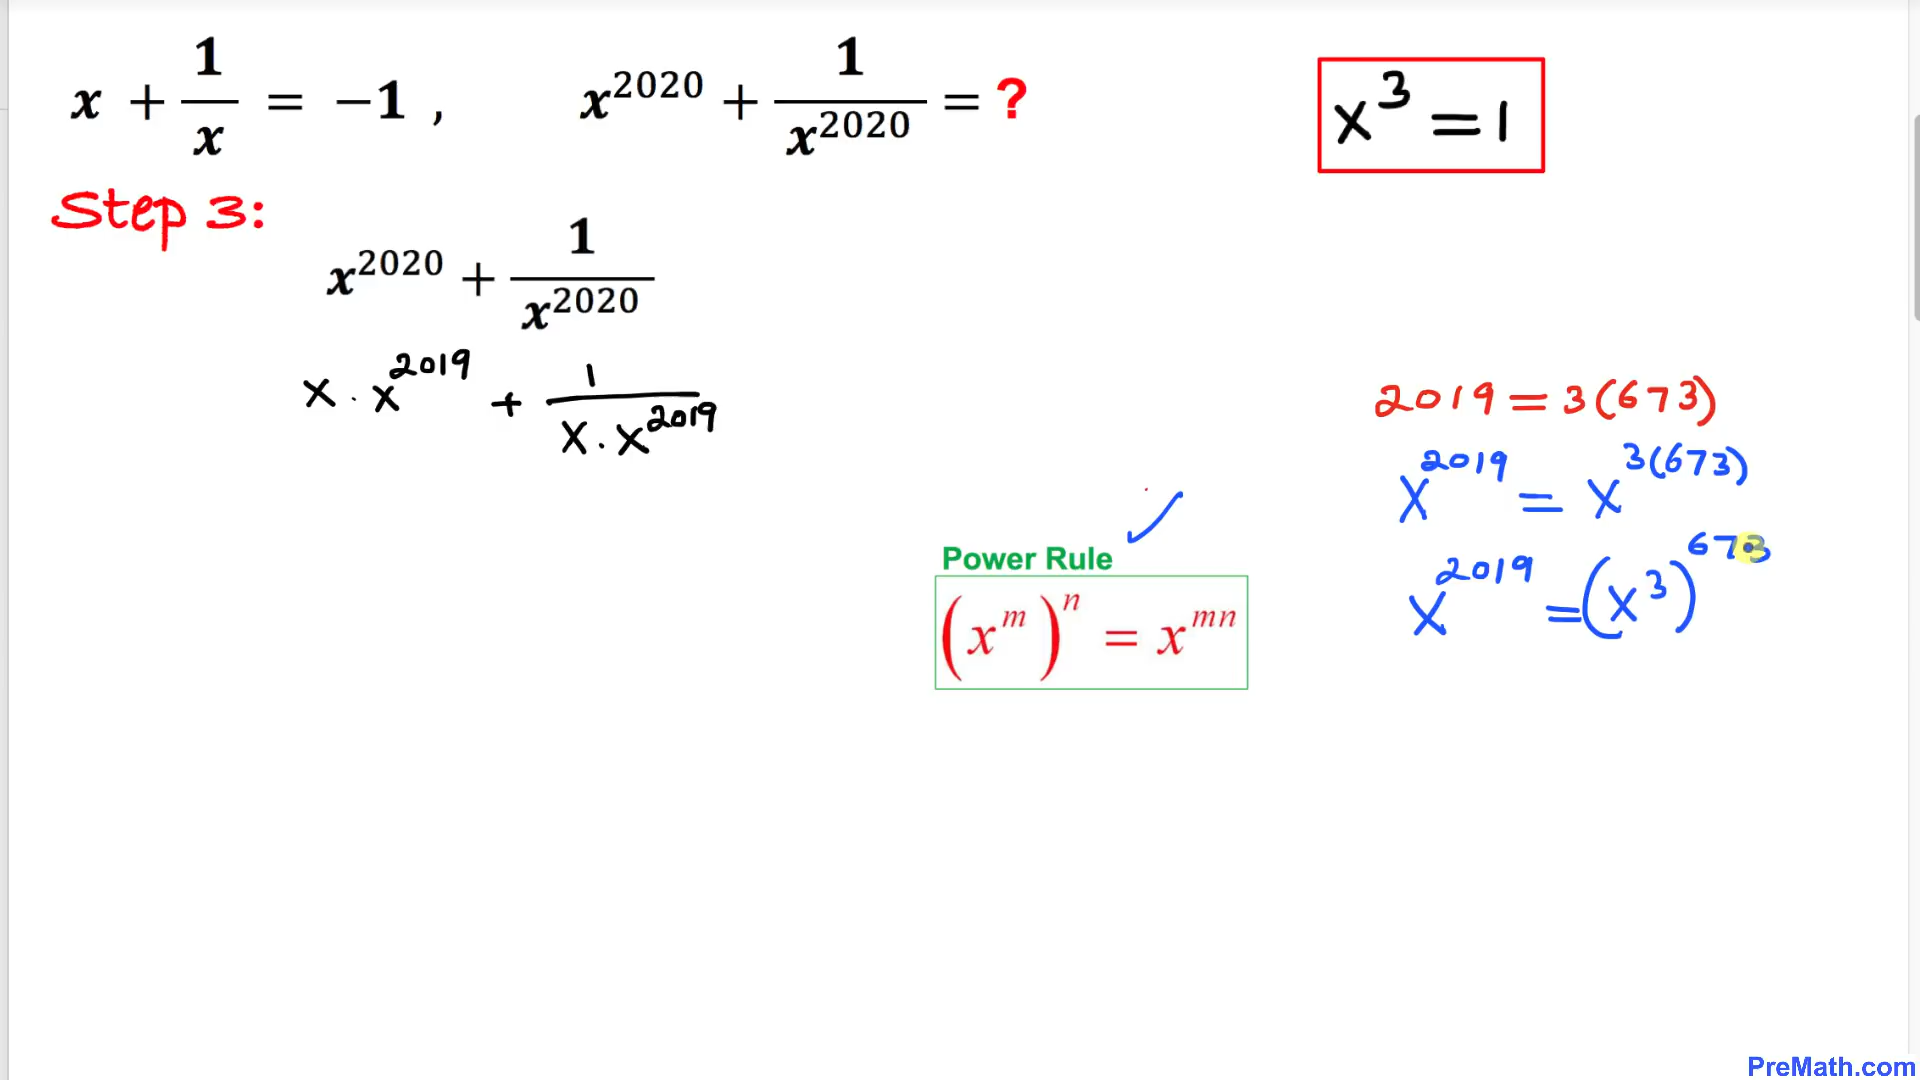 x + 1/x = −1 , x^2020 + 1/x^2020 = ?
x^3 = 1
Step 3:
x^2020 + 1/x^2020
x · x^2019 + 1/(x · x^2019)
2019 = 3(673)
x^2019 = x^3(673)
x^2019 = (x^3)^673
Power Rule
(x^m)^n = x^mn
PreMath.com